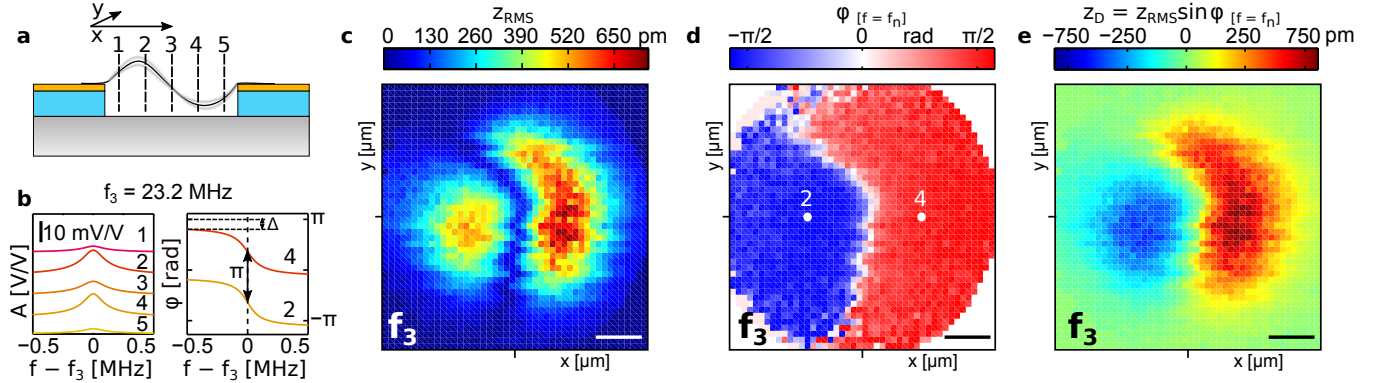 a
y
x
1 2 3 4 5
b
f₃ = 23.2 MHz
10 mV/V
1
2
3
4
5
A [V/V]
−0.5 0 0.5
f − f₃ [MHz]
φ [rad]
Δ
π
π
−π
4
2
−0.5 0 0.5
f − f₃ [MHz]
c
z_RMS
0 130 260 390 520 650 pm
y [µm]
f₃
x [µm]
d
φ [f = fₙ]
−π/2 0 rad π/2
y [µm]
2
4
f₃
x [µm]
e
z_D = z_RMS sin φ [f = fₙ]
−750 −250 0 250 750 pm
y [µm]
f₃
x [µm]